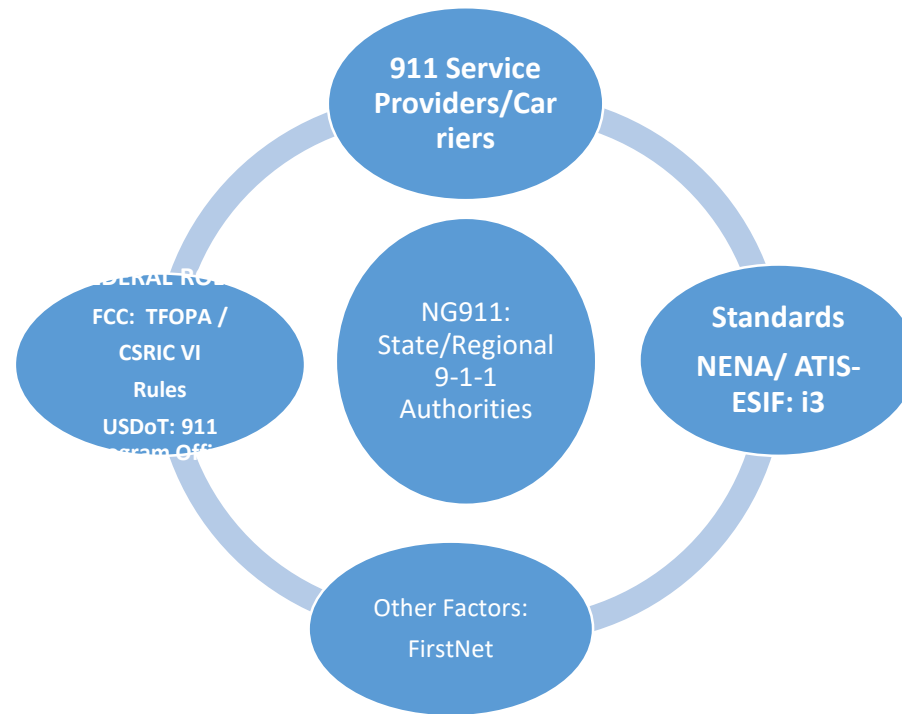 911 Service
Providers/Car
riers
FCC: TFOPA /
CSRIC VI
Rules
USDoT: 911
NG911:
State/Regional
9-1-1
Authorities
Standards
NENA/ ATIS-
ESIF: i3
Other Factors:
FirstNet